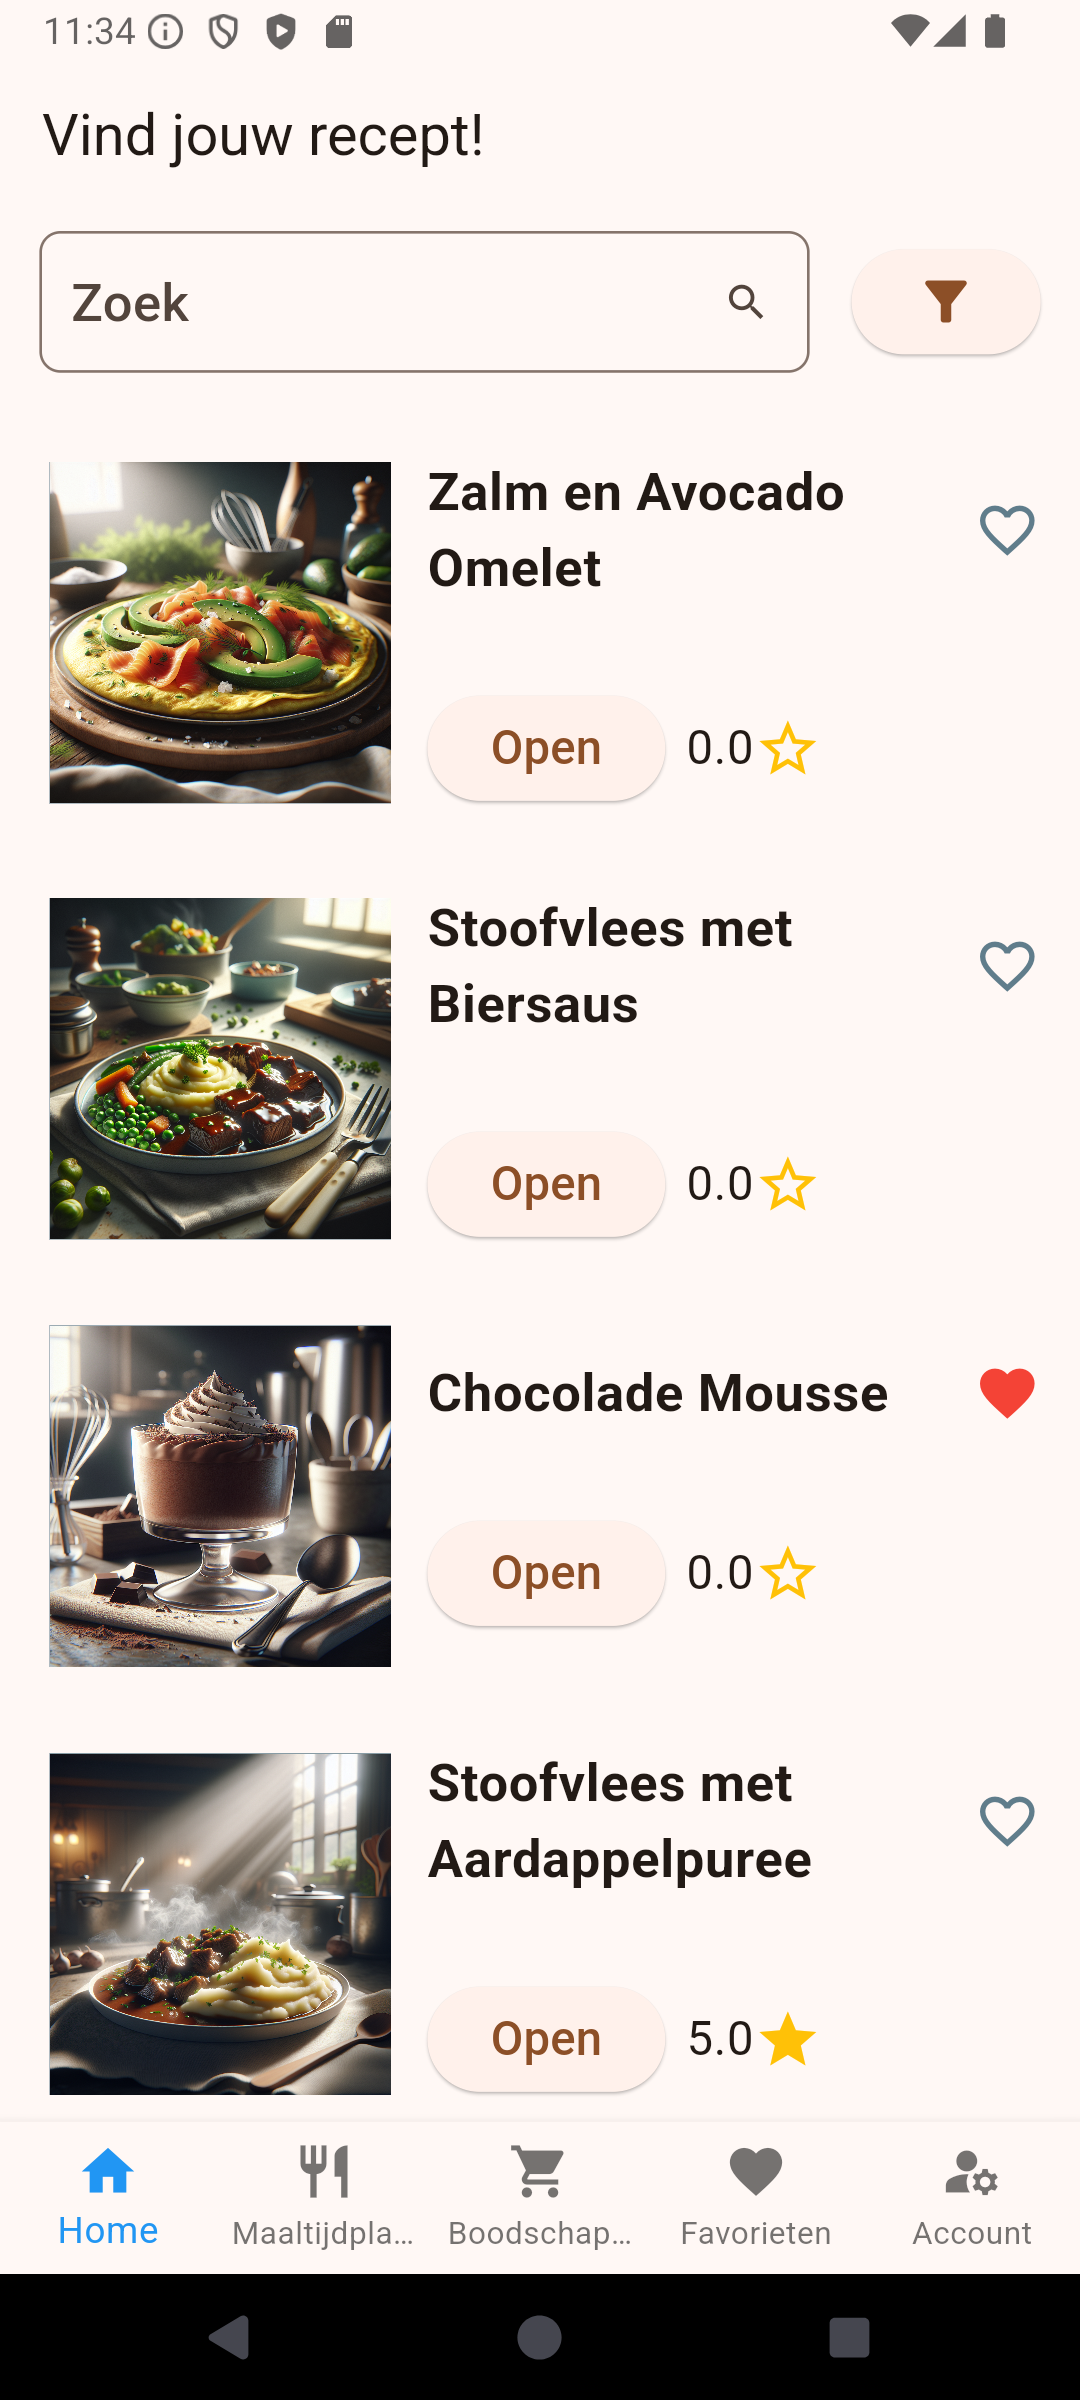 11:34
Vind jouw recept!
Zoek
Zalm en Avocado
Omelet
Open 0.0
Stoofvlees met
Biersaus
Open 0.0
Chocolade Mousse
Open 0.0
Stoofvlees met
Aardappelpuree
Open 5.0
Home Maaltijdpla... Boodschap... Favorieten Account